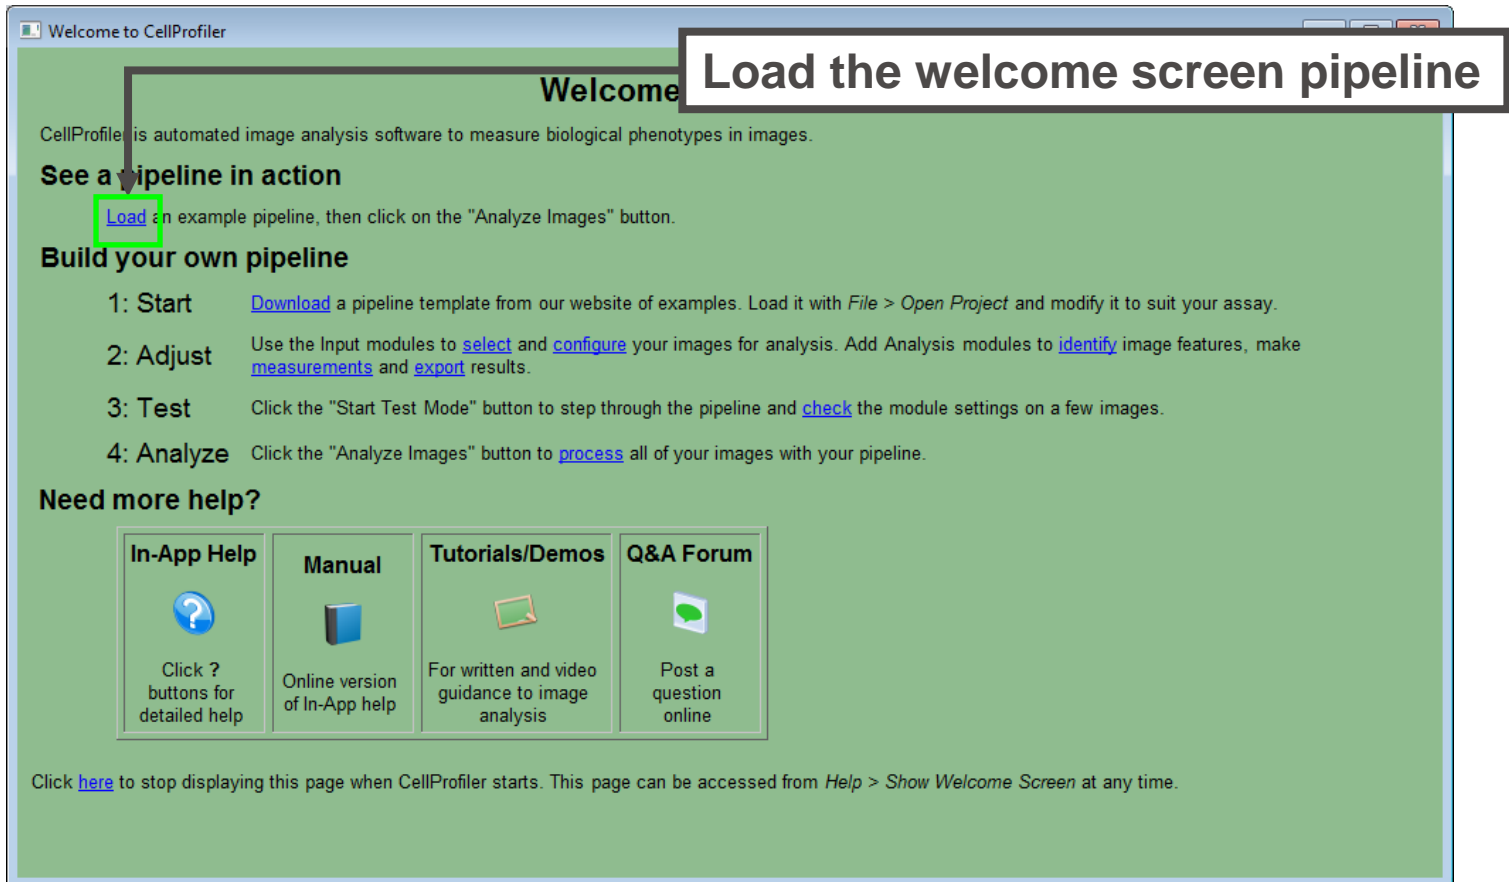 Welcome to CellProfiler
Load the welcome screen pipeline
Welcome
CellProfiler is automated image analysis software to measure biological phenotypes in images.
See a pipeline in action
Load an example pipeline, then click on the "Analyze Images" button.
Build your own pipeline
1: Start Download a pipeline template from our website of examples. Load it with File > Open Project and modify it to suit your assay.
2: Adjust Use the Input modules to select and configure your images for analysis. Add Analysis modules to identify image features, make
measurements and export results.
3: Test Click the "Start Test Mode" button to step through the pipeline and check the module settings on a few images.
4: Analyze Click the "Analyze Images" button to process all of your images with your pipeline.
Need more help?
In-App Help
Click ?
buttons for
detailed help
Manual
Online version
of In-App help
Tutorials/Demos
For written and video
guidance to image
analysis
Q&A Forum
Post a
question
online
Click here to stop displaying this page when CellProfiler starts. This page can be accessed from Help > Show Welcome Screen at any time.